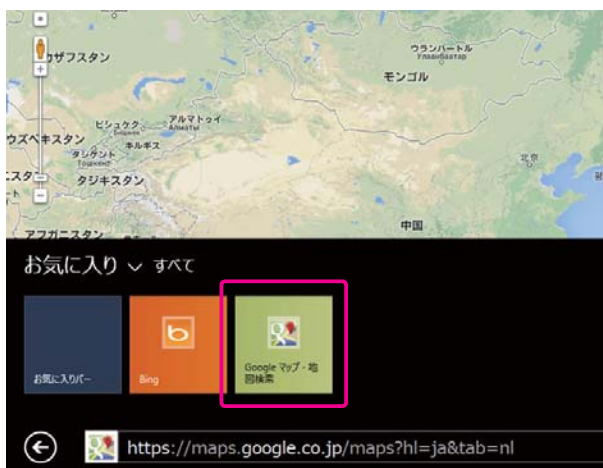 カザフスタン
ウランバートル
Улаанбаатар
モンゴル
ビシュケク
Бишкек
アルマトゥイ
Алматы
ウズベキスタン
キルギス
タシケント
Toshkent
タジキスタン
北京
中国
アフガニスタン
お気に入り すべて
お気に入りバー
Bing
Google マップ - 地
図検索
https://maps.google.co.jp/maps?hl=ja&tab=nl